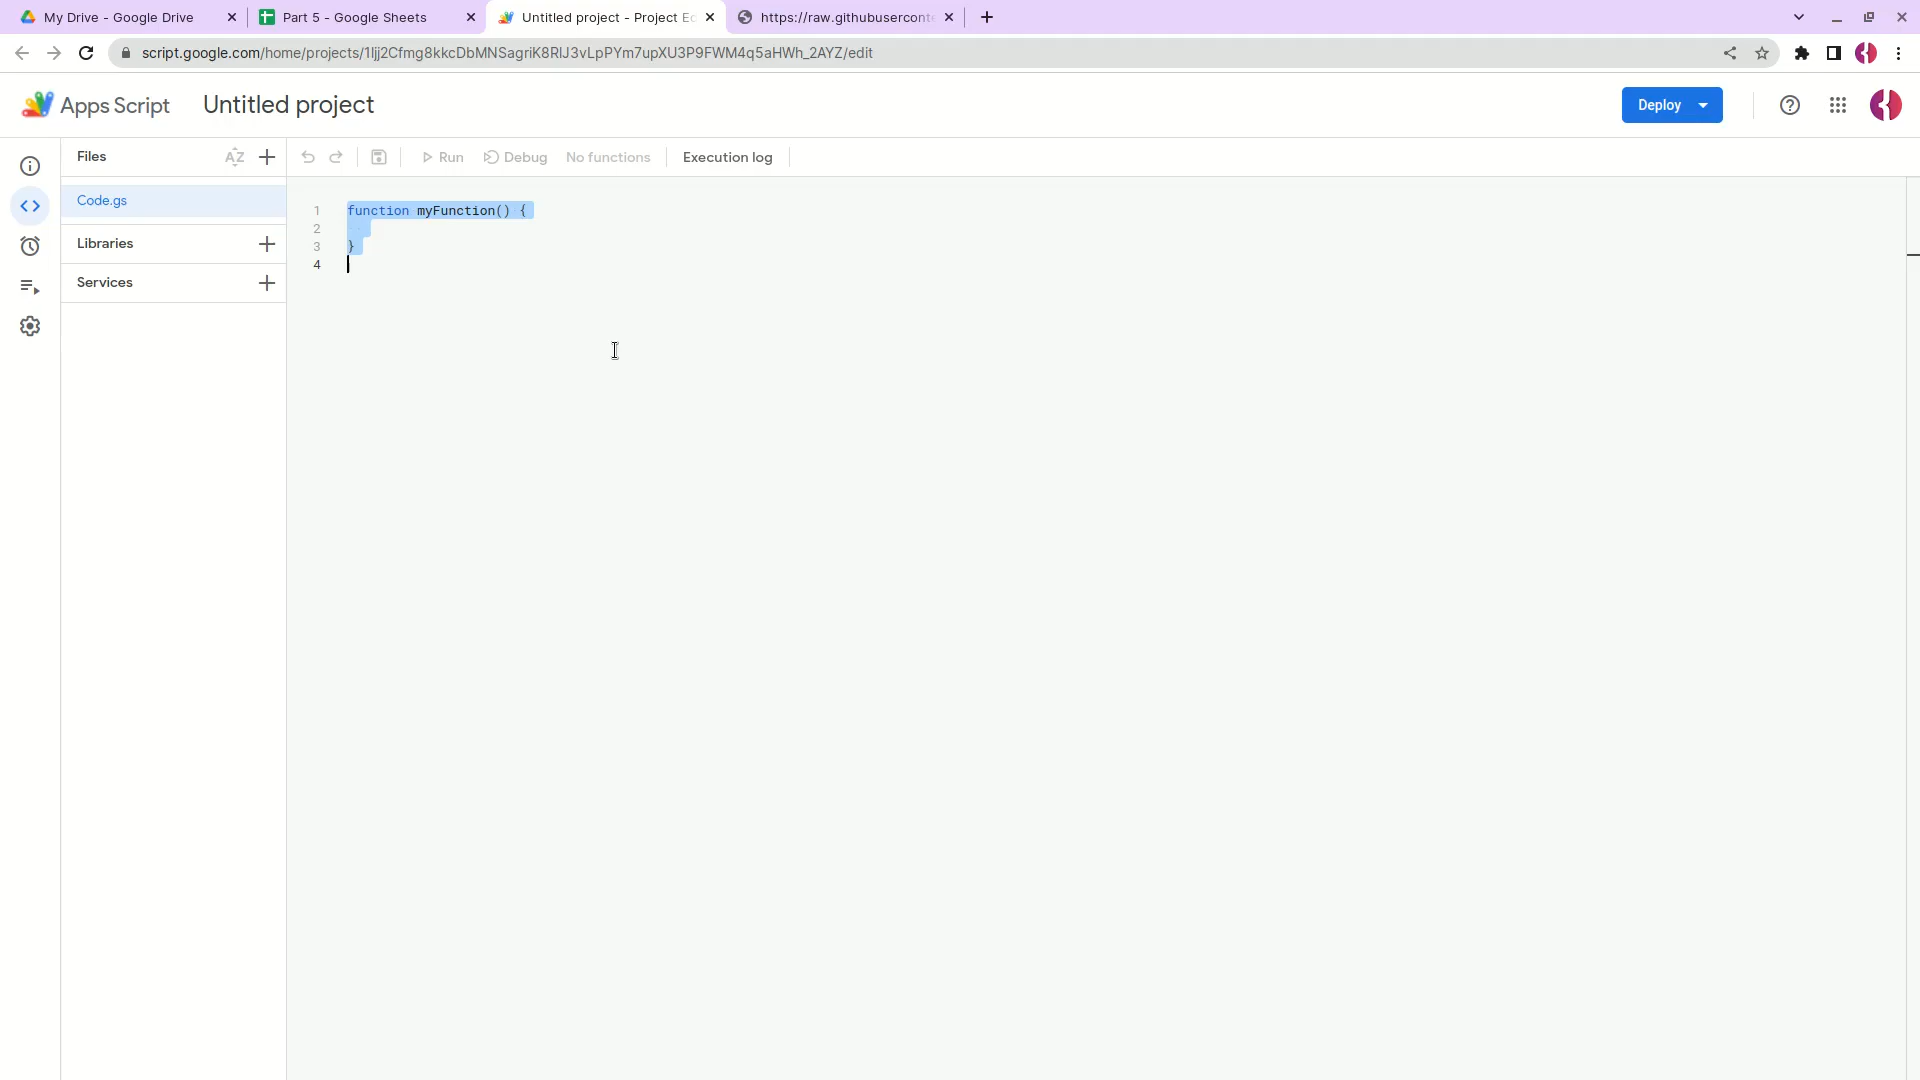 My Drive - Google Drive
Part 5 - Google Sheets
Untitled project - Project Ec
https://raw.githubuserconte
script.google.com/home/projects/1ljj2Cfmg8kkcDbMNSagriK8RlJ3vLpPYm7upXU3P9FWM4q5aHWh_2AYZ/edit
Apps Script
Untitled project
Deploy
Files
AZ
Run
Debug
No functions
Execution log
Code.gs
Libraries
Services
1 function myFunction() {
2
3 }
4